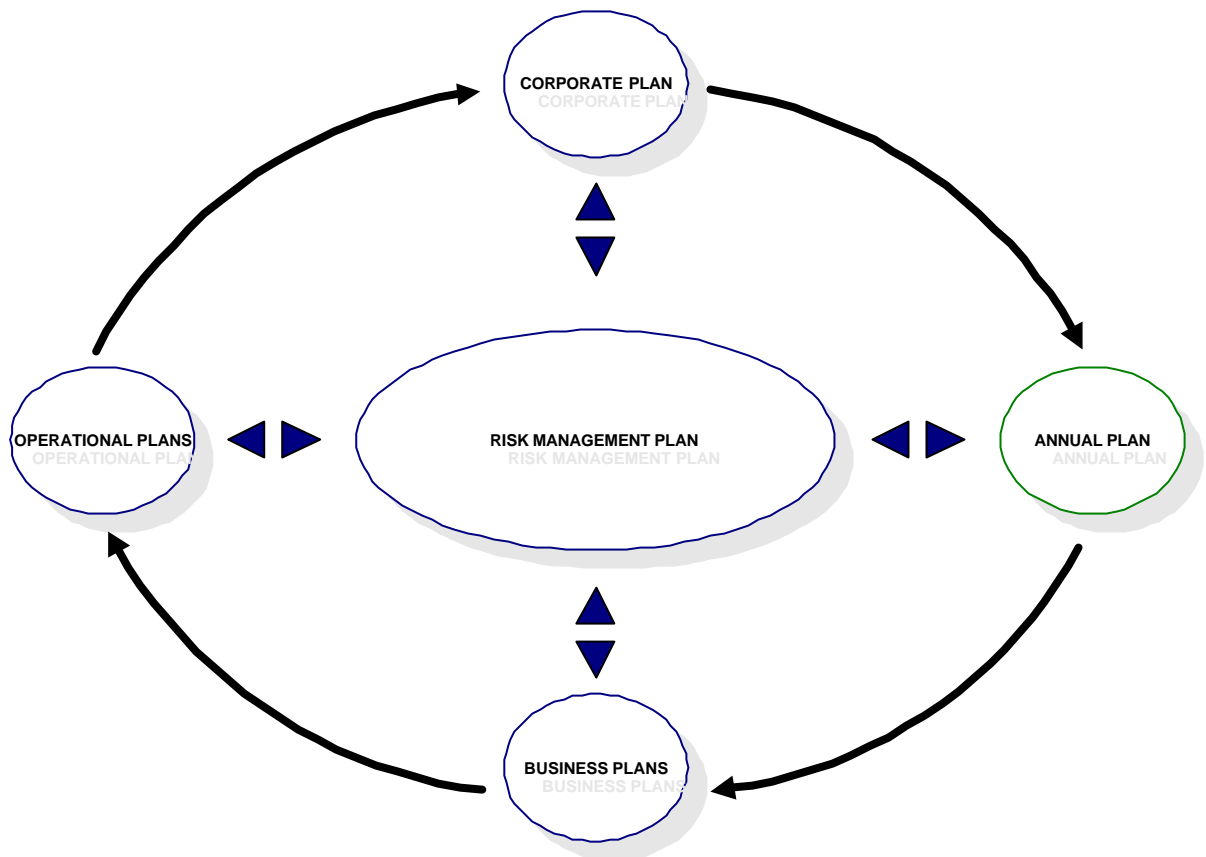 CORPORATE PLAN
OPERATIONAL PLANS
RISK MANAGEMENT PLAN
ANNUAL PLAN
BUSINESS PLANS